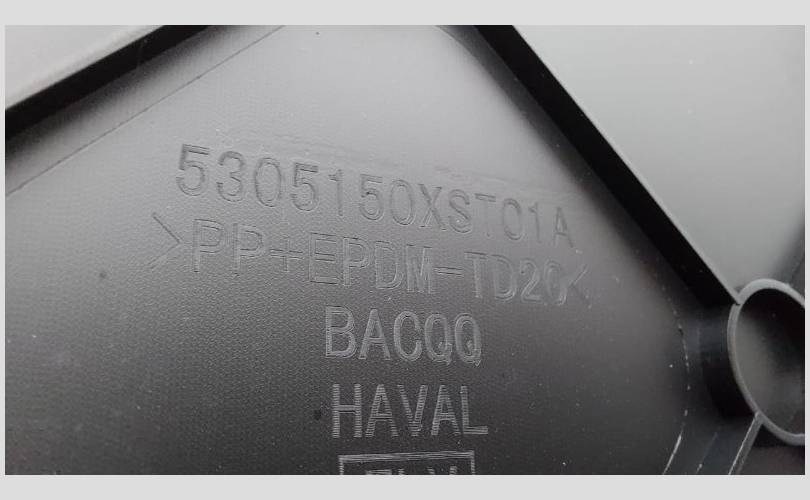 5305150XST01A
>PP+EPDM-TD20<
BACQQ
HAVAL